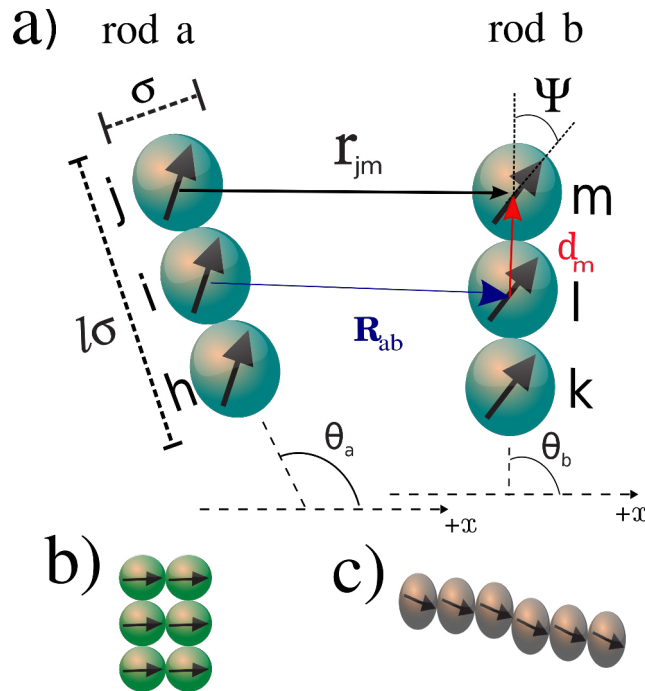 a)
rod a
rod b
σ
Ψ
r_jm
j
m
d_m
i
l
R_ab
lσ
h
k
θ_a
θ_b
+x
+x
b)
c)